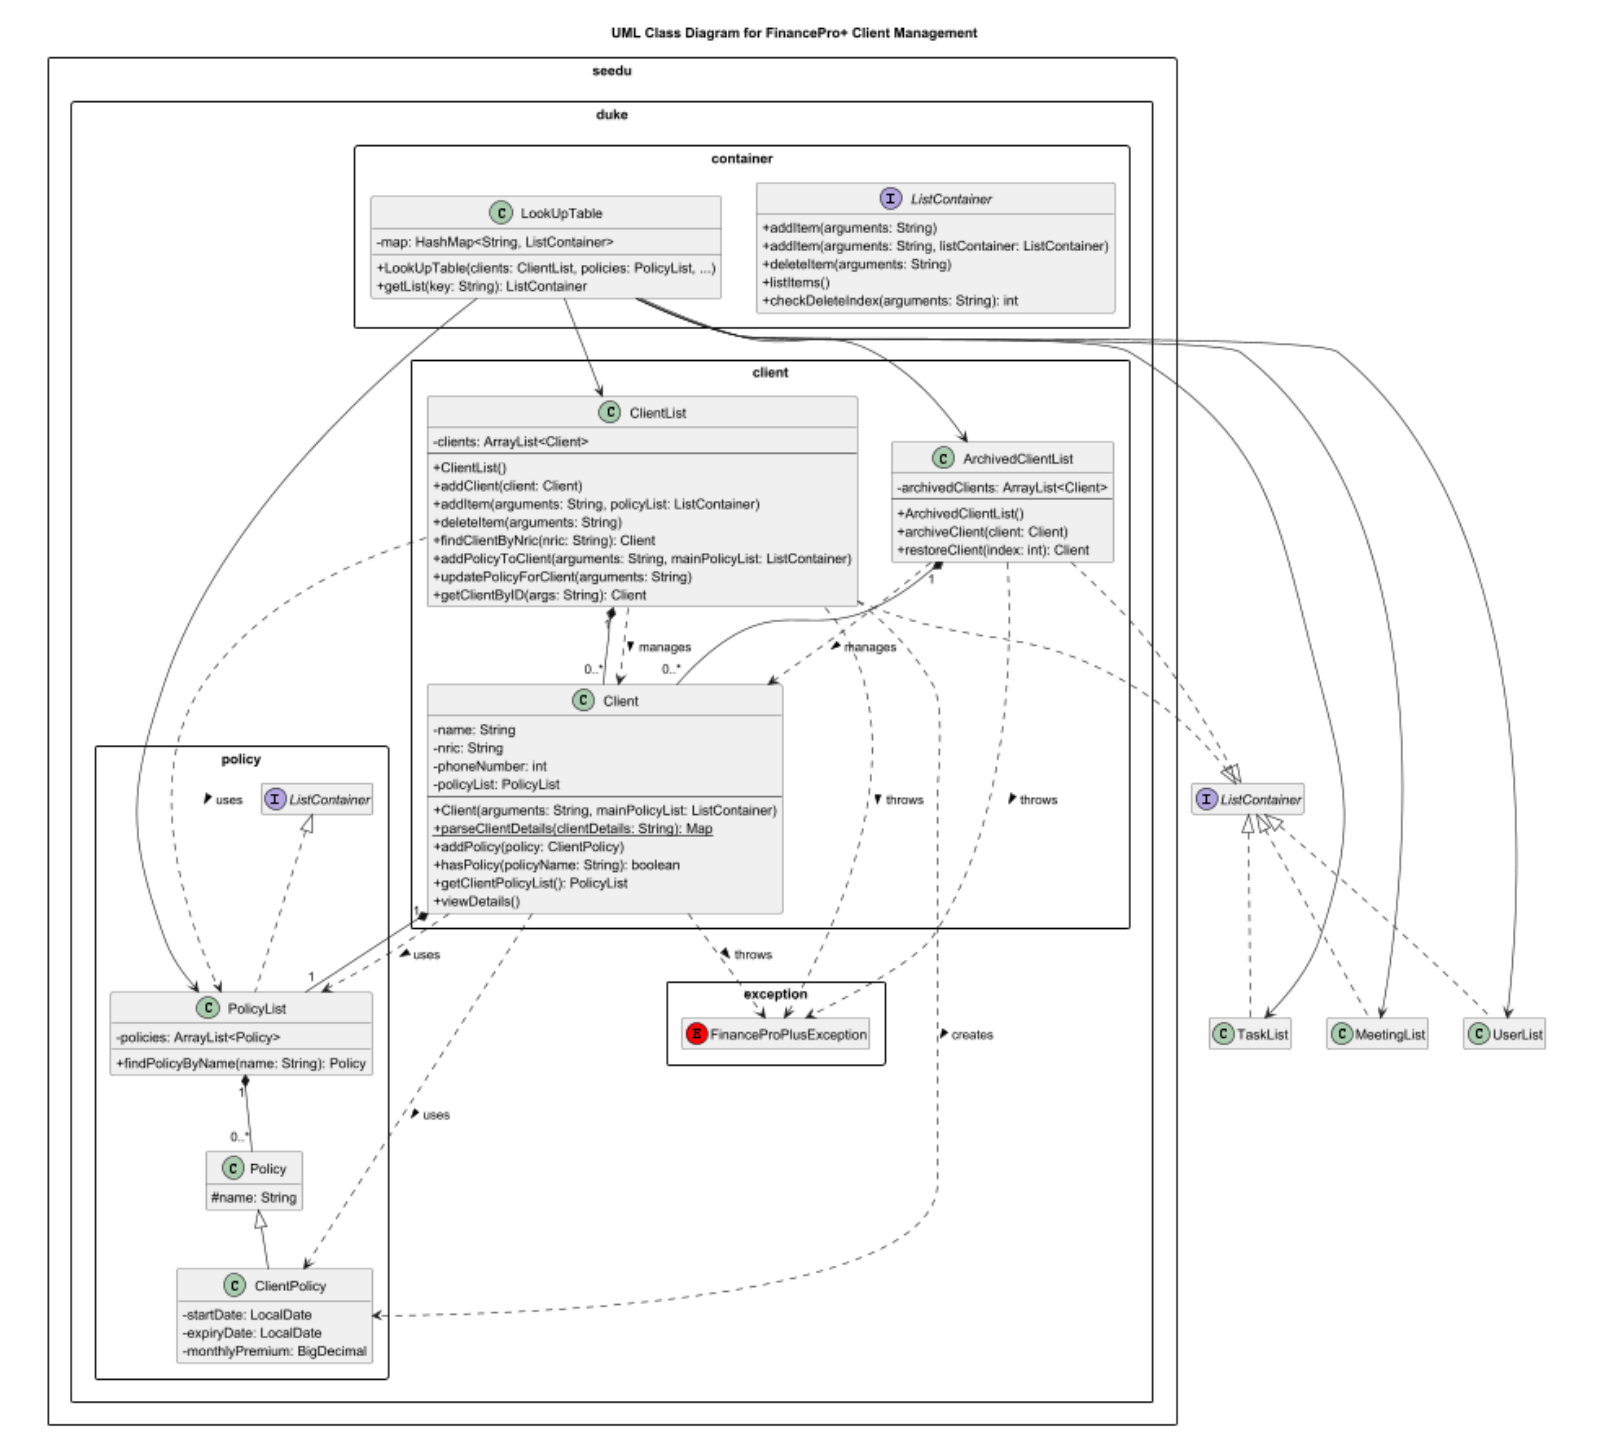 UML Class Diagram for FinancePro+ Client Management
seedu
duke
container
C LookUpTable
-map: HashMap<String, ListContainer>
+LookUpTable(clients: ClientList, policies: PolicyList, ...)
+getList(key: String): ListContainer
I ListContainer
+addItem(arguments: String)
+addItem(arguments: String, listContainer: ListContainer)
+deleteItem(arguments: String)
+listItems()
+checkDeleteIndex(arguments: String): int
client
C ClientList
-clients: ArrayList<Client>
+ClientList()
+addClient(client: Client)
+addItem(arguments: String, policyList: ListContainer)
+deleteItem(arguments: String)
+findClientByNric(nric: String): Client
+addPolicyToClient(arguments: String, mainPolicyList: ListContainer)
+updatePolicyForClient(arguments: String)
+getClientByID(args: String): Client
C ArchivedClientList
-archivedClients: ArrayList<Client>
+ArchivedClientList()
+archiveClient(client: Client)
+restoreClient(index: int): Client
1
1
manages
manages
0..*
0..*
C Client
-name: String
-nric: String
-phoneNumber: int
-policyList: PolicyList
+Client(arguments: String, mainPolicyList: ListContainer)
+parseClientDetails(clientDetails: String): Map
+addPolicy(policy: ClientPolicy)
+hasPolicy(policyName: String): boolean
+getClientPolicyList(): PolicyList
+viewDetails()
policy
uses
I ListContainer
throws
throws
I ListContainer
1
1
uses
throws
exception
E FinanceProPlusException
creates
C TaskList
C MeetingList
C UserList
C PolicyList
-policies: ArrayList<Policy>
+findPolicyByName(name: String): Policy
1
0..*
uses
C Policy
#name: String
C ClientPolicy
-startDate: LocalDate
-expiryDate: LocalDate
-monthlyPremium: BigDecimal